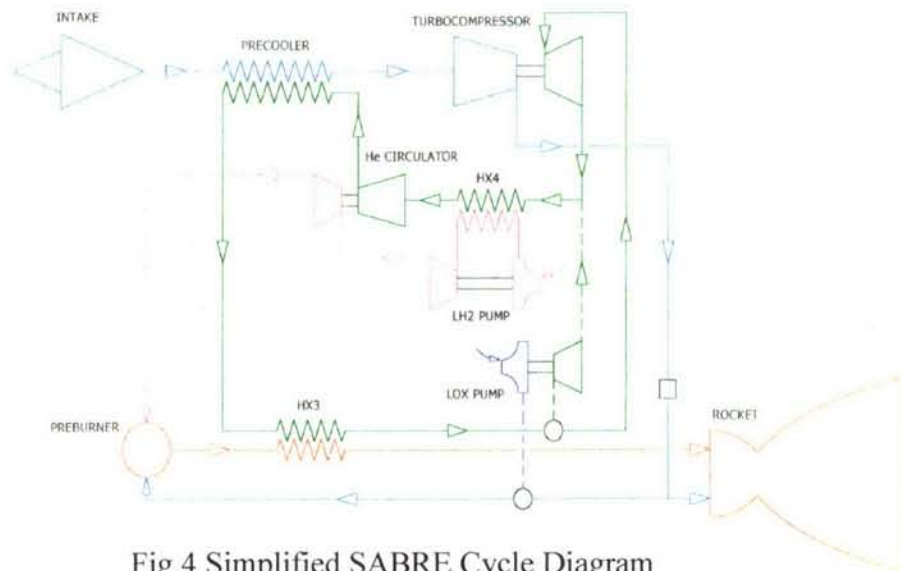 INTAKE
TURBOCOMPRESSOR
PRECOOLER
He CIRCULATOR
HX4
LH2 PUMP
LOX PUMP
HX3
PREBURNER
ROCKET
Fig 4 Simplified SABRE Cycle Diagram